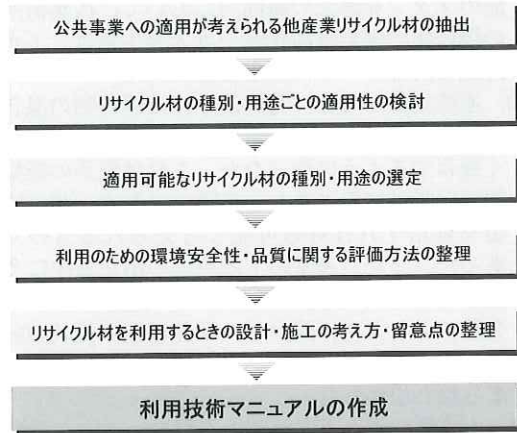 公共事業への適用が考えられる他産業リサイクル材の抽出
リサイクル材の種別・用途ごとの適用性の検討
適用可能なリサイクル材の種別・用途の選定
利用のための環境安全性・品質に関する評価方法の整理
リサイクル材を利用するときの設計・施工の考え方・留意点の整理
利用技術マニュアルの作成